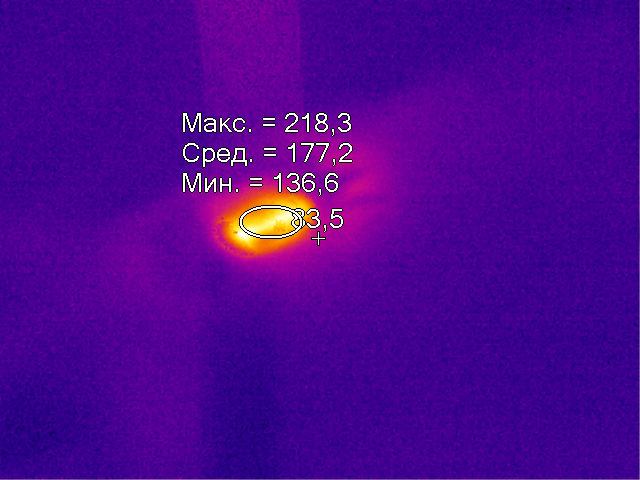 Макс. = 218,3
Сред. = 177,2
Мин. = 136,6
83,5